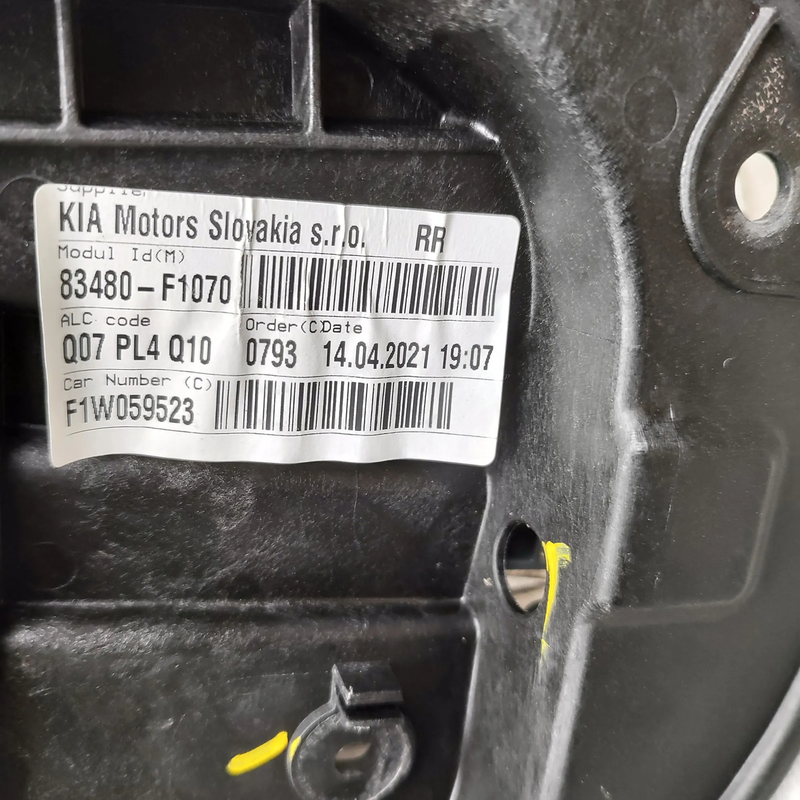 Supplier
KIA Motors Slovakia s.r.o. RR
Modul Id(M)
83480-F1070
ALC code Order(C)Date
Q07 PL4 Q10 0793 14.04.2021 19:07
Car Number (C)
F1W059523